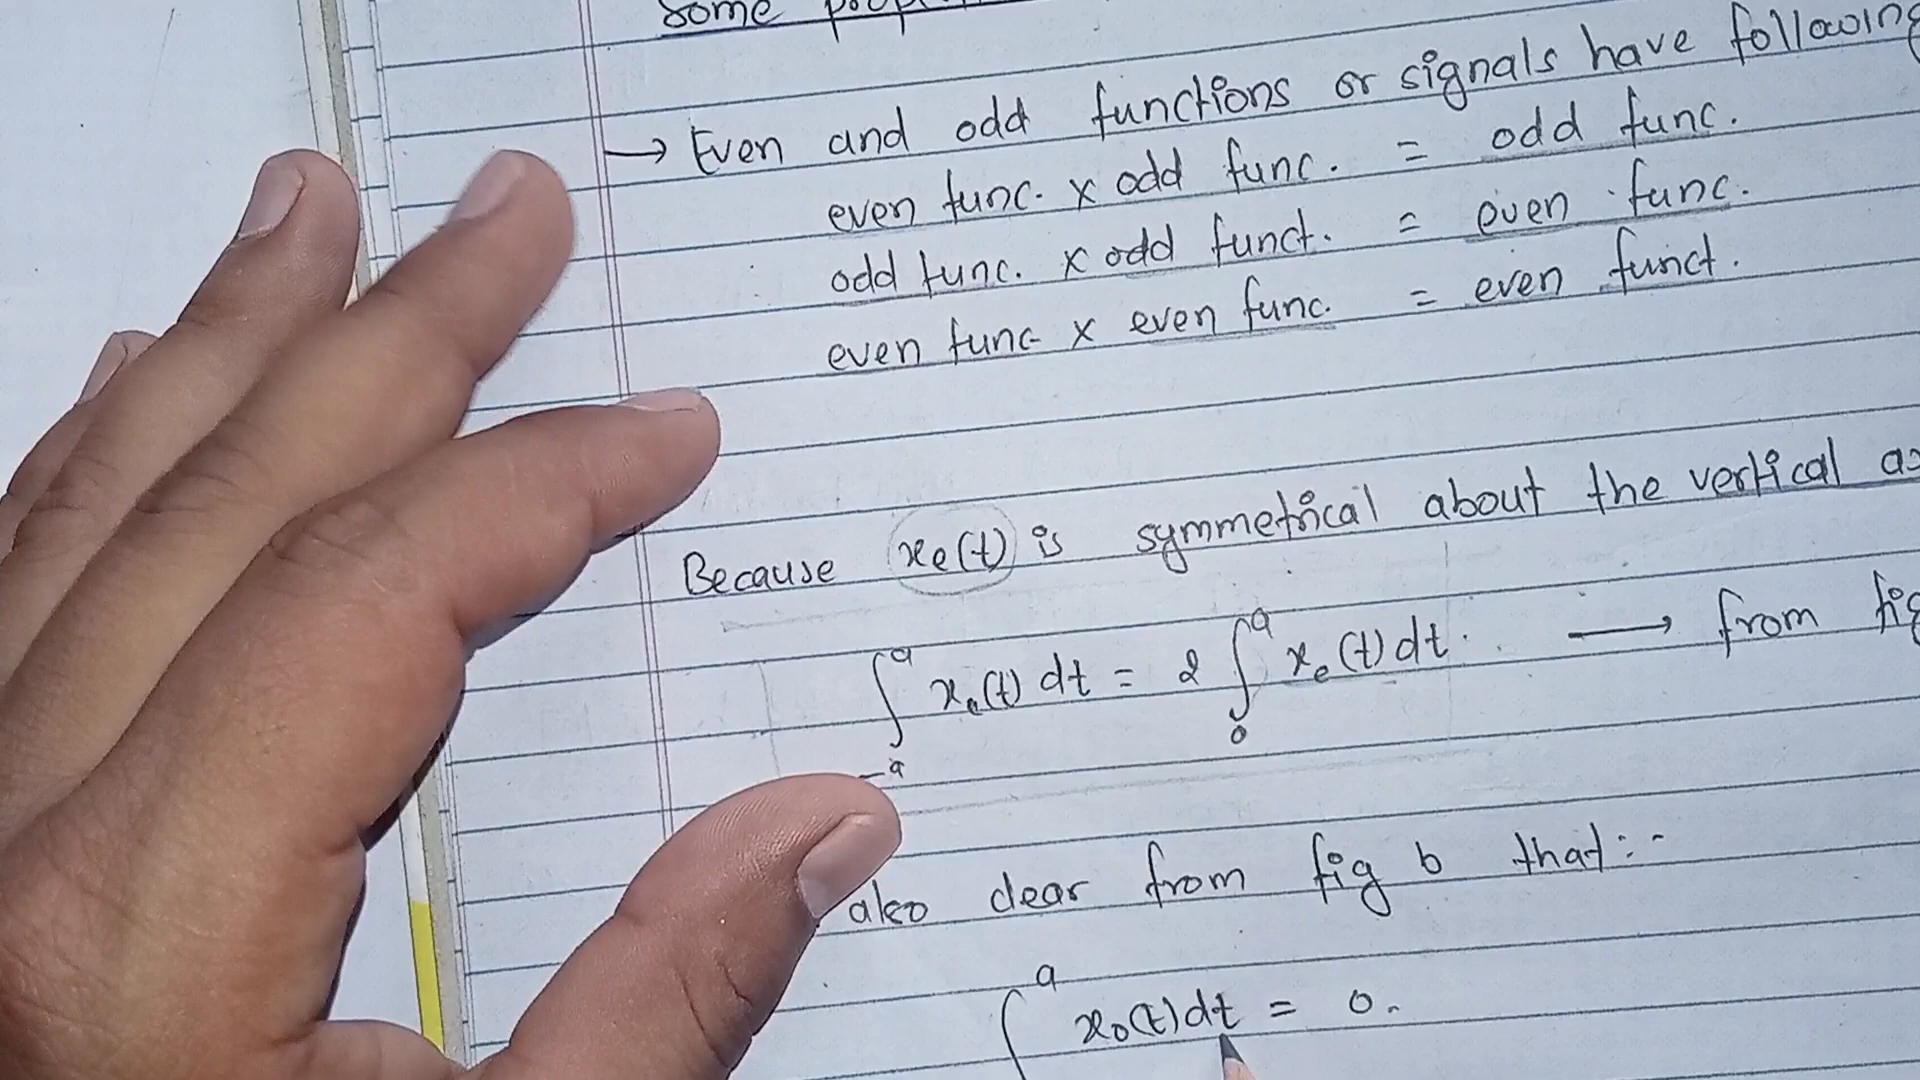 some
→ Even and odd functions or signals have following
even func. x odd func. = odd func.
odd func. x odd funct. = even func.
even func x even func. = even funct.
Because xe(t) is symmetrical about the vertical
∫ᵃ₋ₐ xe(t) dt = 2 ∫ᵃ₀ xe(t) dt. → from fig
also clear from fig b that:-
∫ᵃ xo(t)dt = 0.